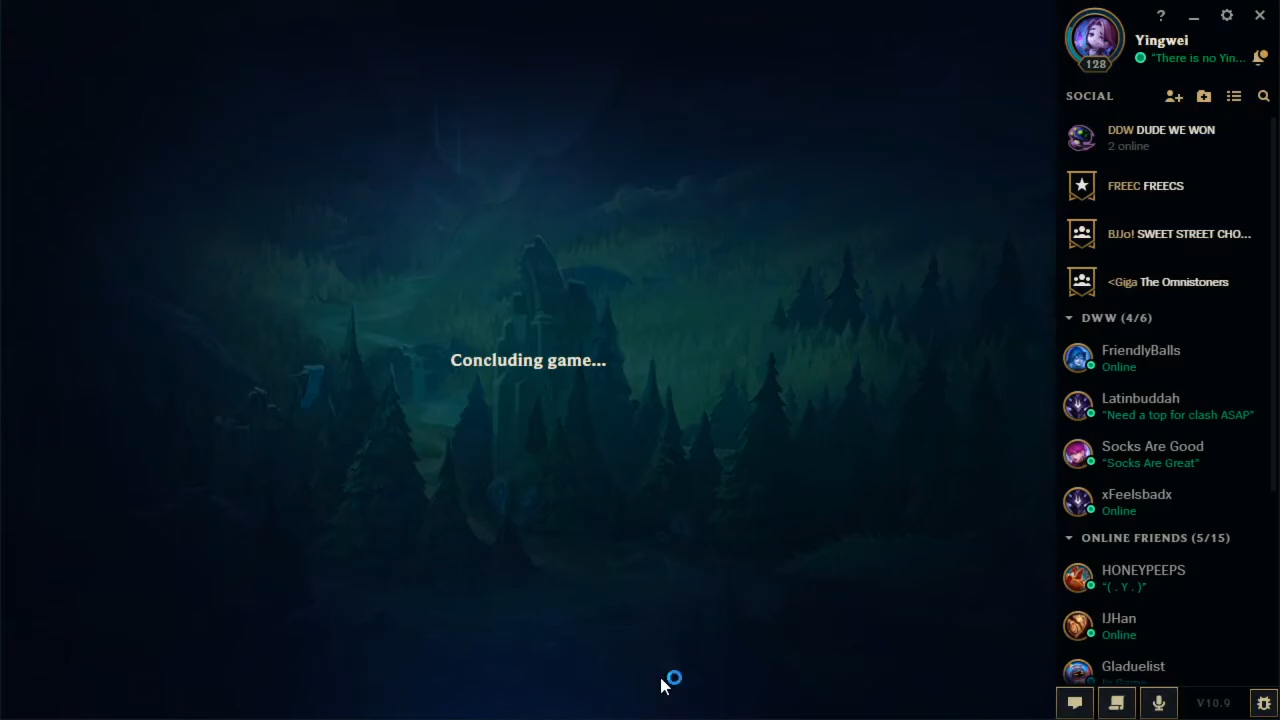 ?
Yingwei
"There is no Yin...
128
SOCIAL
DDW DUDE WE WON
2 online
FREEC FREECS
BJJo! SWEET STREET CHO...
<Giga The Omnistoners
DWW (4/6)
FriendlyBalls
Online
Concluding game...
Latinbuddah
"Need a top for clash ASAP"
Socks Are Good
"Socks Are Great"
xFeelsbadx
Online
ONLINE FRIENDS (5/15)
HONEYPEEPS
"( . Y . )"
IJHan
Online
Gladuelist
In Game
V10.9